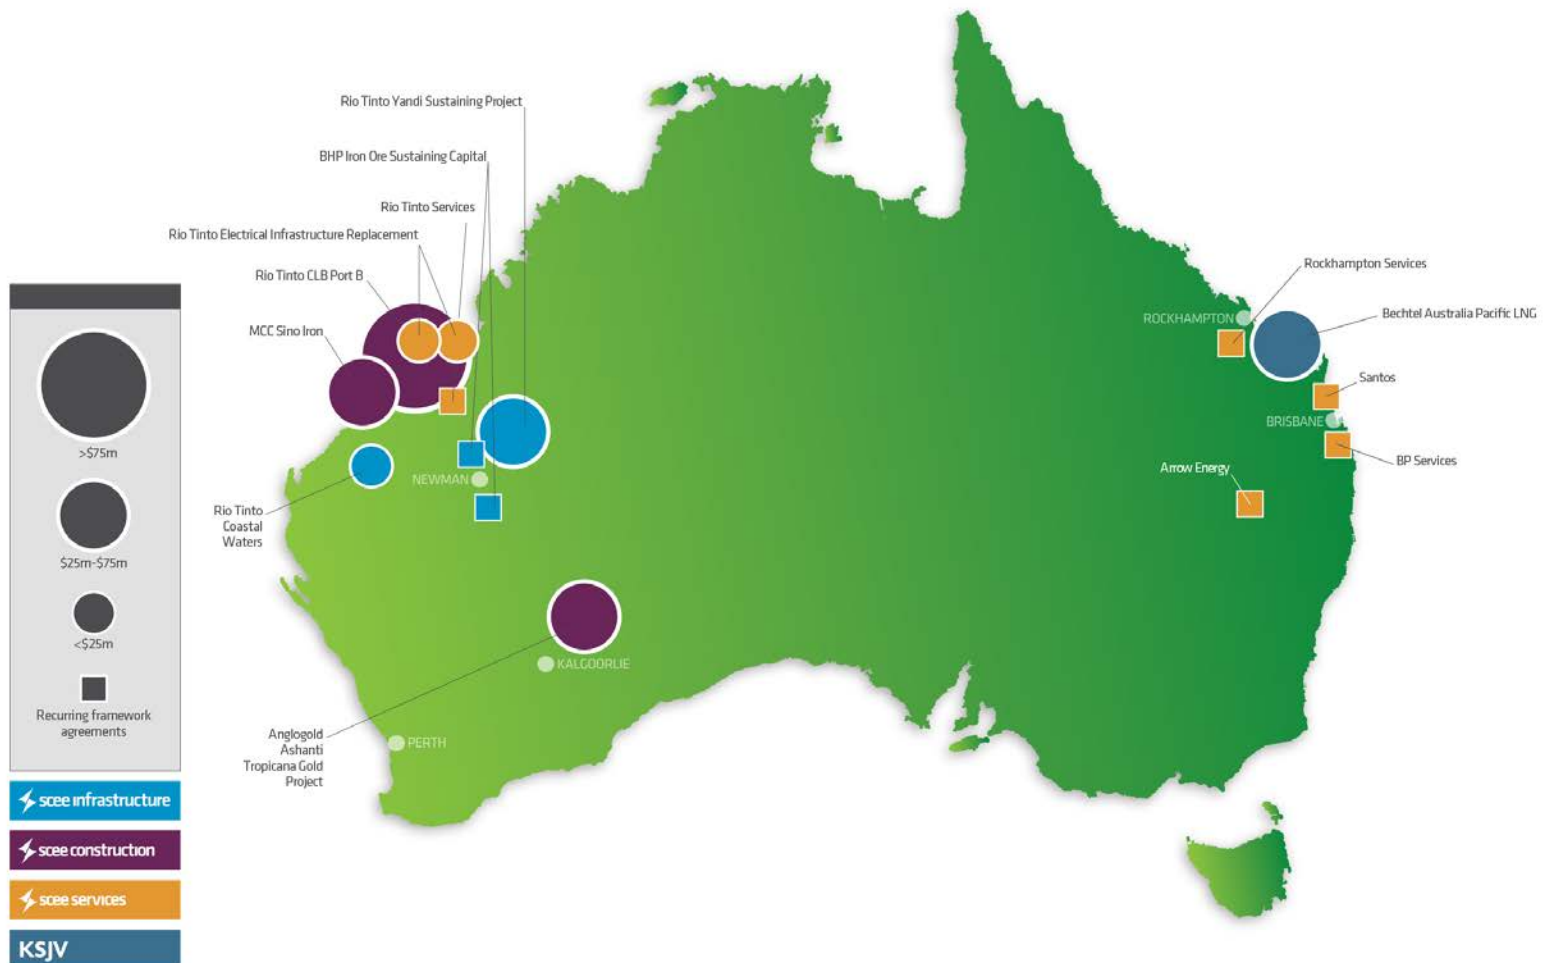 Rio Tinto Yandi Sustaining Project
BHP Iron Ore Sustaining Capital
Rio Tinto Services
Rio Tinto Electrical Infrastructure Replacement
Rio Tinto CLB Port B
MCC Sino Iron
Rockhampton Services
ROCKHAMPTON
Bechtel Australia Pacific LNG
Santos
BRISBANE
BP Services
Arrow Energy
NEWMAN
Rio Tinto
Coastal
Waters
KALGOORLIE
PERTH
Anglogold
Ashanti
Tropicana Gold
Project
>$75m
$25m-$75m
<$25m
Recurring framework
agreements
scee infrastructure
scee construction
scee services
KSJV